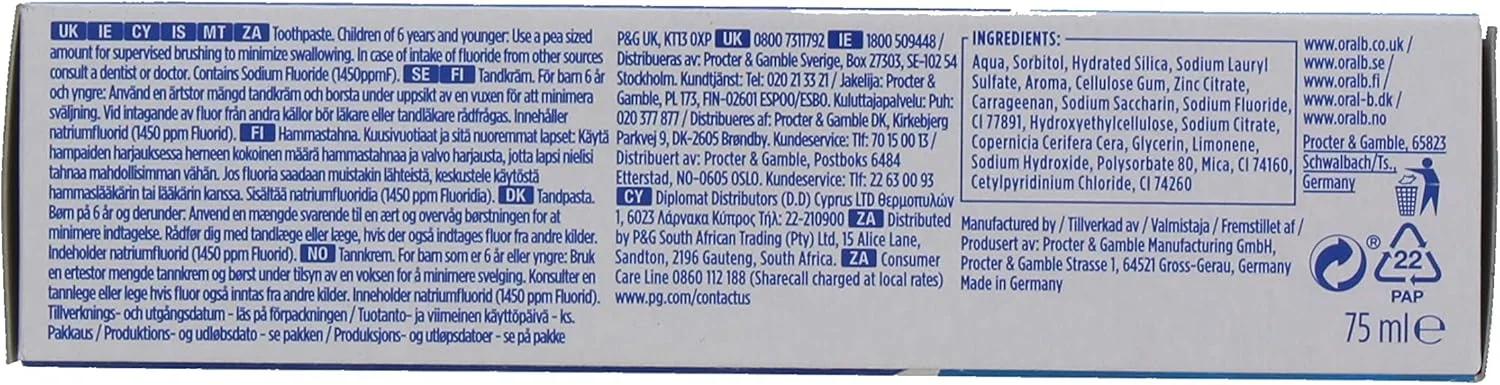 UK IE CY IS MT ZA Toothpaste. Children of 6 years and younger: Use a pea sized
amount for supervised brushing to minimize swallowing. In case of intake of fluoride from other sources
consult a dentist or doctor. Contains Sodium Fluoride (1450ppmF). SE FI Tandkräm. För barn 6 år
och yngre: Använd en ärtstor mängd tandkräm och borsta under uppsikt av en vuxen för att minimera
sväljning. Vid intagande av fluor från andra källor bör läkare eller tandläkare rådfrågas. Innehåller
natriumfluorid (1450 ppm Fluorid). FI Hammastahna. Kuusivuotiaat ja sitä nuoremmat lapset: Käytä
hampaiden harjauksessa herneen kokoinen määrä hammastahnaa ja valvo harjausta, jotta lapsi nielisi
tahnaa mahdollisimman vähän. Jos fluoria saadaan muistakin lähteistä, keskustele käytöstä
hammaslääkärin tai lääkärin kanssa. Sisältää natriumfluoridia (1450 ppm Fluoridia). DK Tandpasta.
Børn på 6 år og derunder: Anvend en mængde svarende til en ært og overvåg børstningen for at
minimere indtagelse. Rådfør dig med tandlæge eller læge, hvis der også indtages fluor fra andre kilder.
Indeholder natriumfluorid (1450 ppm Fluorid). NO Tannkrem. For barn som er 6 år eller yngre: Bruk
en ertestor mengde tannkrem og børst under tilsyn av en voksen for å minimere svelging. Konsulter en
tannlege eller lege hvis fluor også inntas fra andre kilder. Inneholder natriumfluorid (1450 ppm Fluorid).
Tillverknings- och utgångsdatum - läs på förpackningen / Tuotanto- ja viimeinen käyttöpäivä - ks.
Pakkaus / Produktions- og udløbsdato - se pakken / Produksjons- og utløpsdatoer - se på pakke
P&G UK, KT13 0XP UK 0800 7311792 IE 1800 509448 /
Distribueras av: Procter & Gamble Sverige, Box 27303, SE-102 54
Stockholm. Kundtjänst: Tel: 020 21 33 21 / Jakelija: Procter &
Gamble, PL 173, FIN-02601 ESPOO/ESBO. Kuluttajapalvelu: Puh:
020 377 877 / Distribueres af: Procter & Gamble DK, Kirkebjerg
Parkvej 9, DK-2605 Brøndby. Kundeservice: Tlf: 70 15 00 13 /
Distribuert av: Procter & Gamble, Postboks 6484
Etterstad, NO-0605 OSLO. Kundeservice: Tlf: 22 63 00 93
CY Diplomat Distributors (D.D) Cyprus LTD Θερμοπυλών
1, 6023 Λάρνακα Κύπρος Τήλ: 22-210900 ZA Distributed
by P&G South African Trading (Pty) Ltd, 15 Alice Lane,
Sandton, 2196 Gauteng, South Africa. ZA Consumer
Care Line 0860 112 188 (Sharecall charged at local rates)
www.pg.com/contactus
INGREDIENTS:
Aqua, Sorbitol, Hydrated Silica, Sodium Lauryl
Sulfate, Aroma, Cellulose Gum, Zinc Citrate,
Carrageenan, Sodium Saccharin, Sodium Fluoride,
CI 77891, Hydroxyethylcellulose, Sodium Citrate,
Copernicia Cerifera Cera, Glycerin, Limonene,
Sodium Hydroxide, Polysorbate 80, Mica, CI 74160,
Cetylpyridinium Chloride, CI 74260
Manufactured by / Tillverkad av / Valmistaja / Fremstillet af /
Produsert av: Procter & Gamble Manufacturing GmbH,
Procter & Gamble Strasse 1, 64521 Gross-Gerau, Germany
Made in Germany
www.oralb.co.uk /
www.oralb.se /
www.oralb.fi /
www.oral-b.dk /
www.oralb.no
Procter & Gamble, 65823
Schwalbach/Ts.,
Germany
®
22
PAP
75 ml e